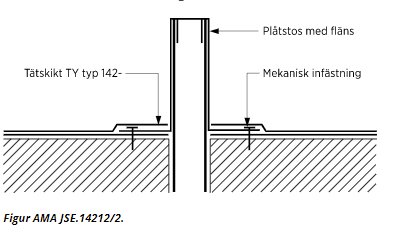 Plåtstos med fläns
Tätskikt TY typ 142-
Mekanisk infästning
Figur AMA JSE.14212/2.